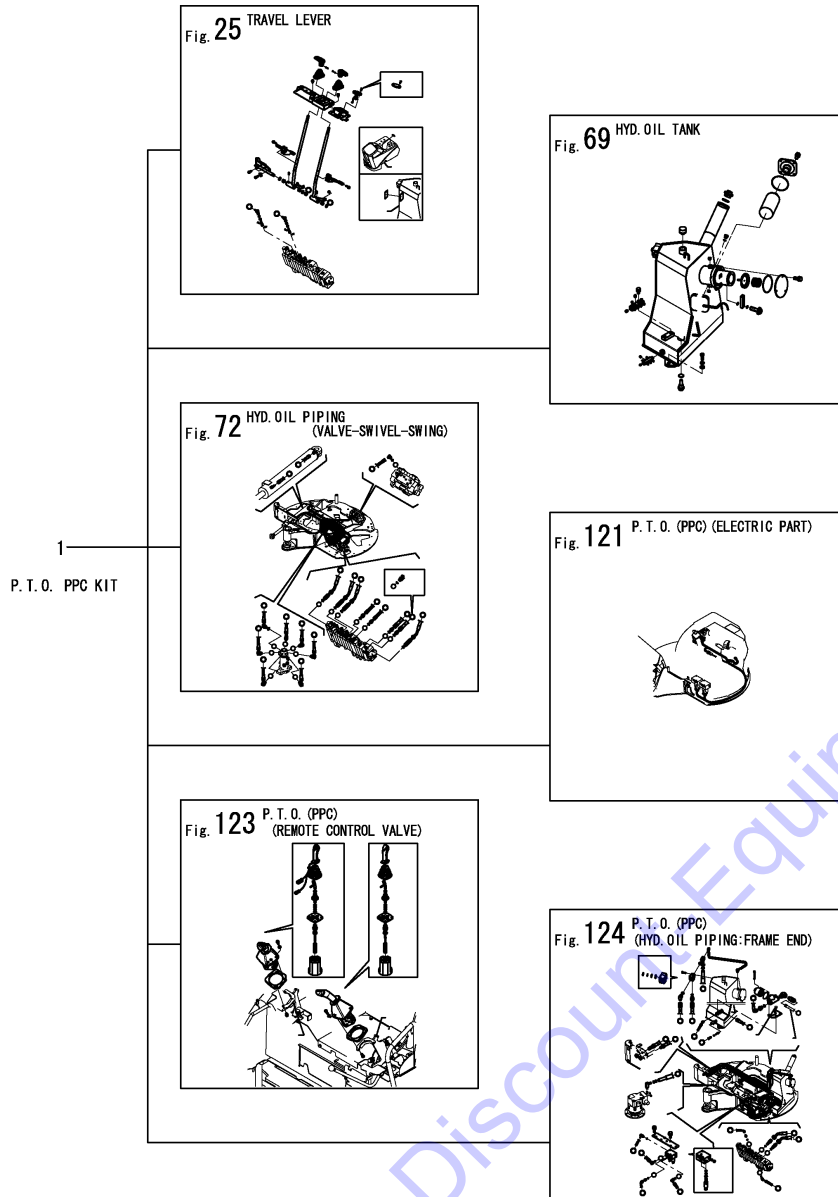 Fig. 25 TRAVEL LEVER
Fig. 69 HYD. OIL TANK
Fig. 72 HYD. OIL PIPING
(VALVE-SWIVEL-SWING)
Fig. 121 P. T. O. (PPC) (ELECTRIC PART)
1
P. T. O. PPC KIT
Fig. 123 P. T. O. (PPC)
(REMOTE CONTROL VALVE)
Fig. 124 P. T. O. (PPC)
(HYD. OIL PIPING:FRAME END)
Discount-Equip